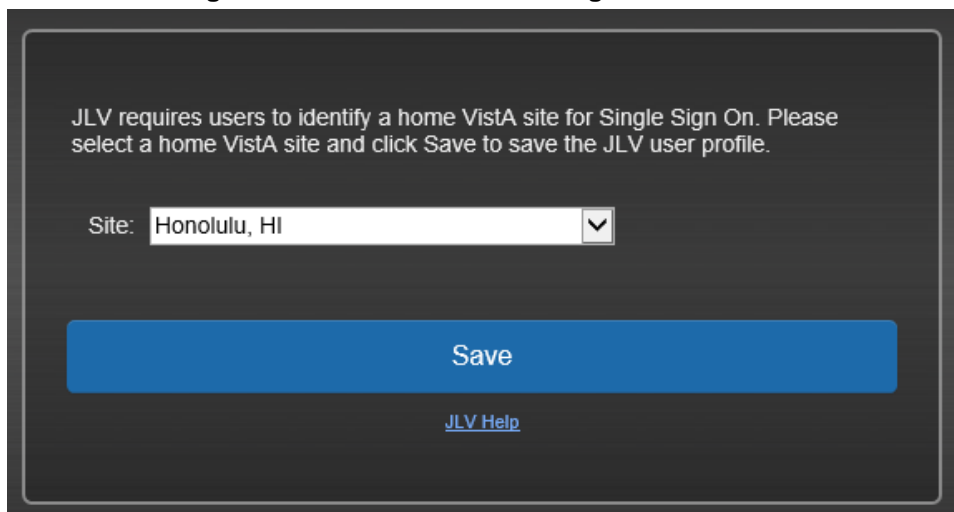 JLV requires users to identify a home VistA site for Single Sign On. Please
select a home VistA site and click Save to save the JLV user profile.
Site: Honolulu, HI
Save
JLV Help